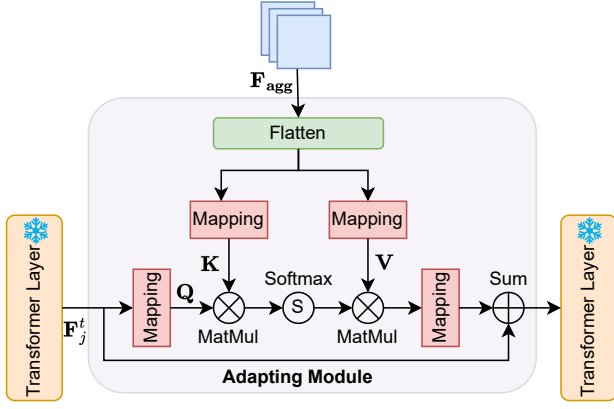 F_agg
Flatten
Mapping
Mapping
K
V
Softmax
Sum
Transformer Layer
F_j^t
Mapping
Q
MatMul
S
MatMul
Mapping
Transformer Layer
Adapting Module